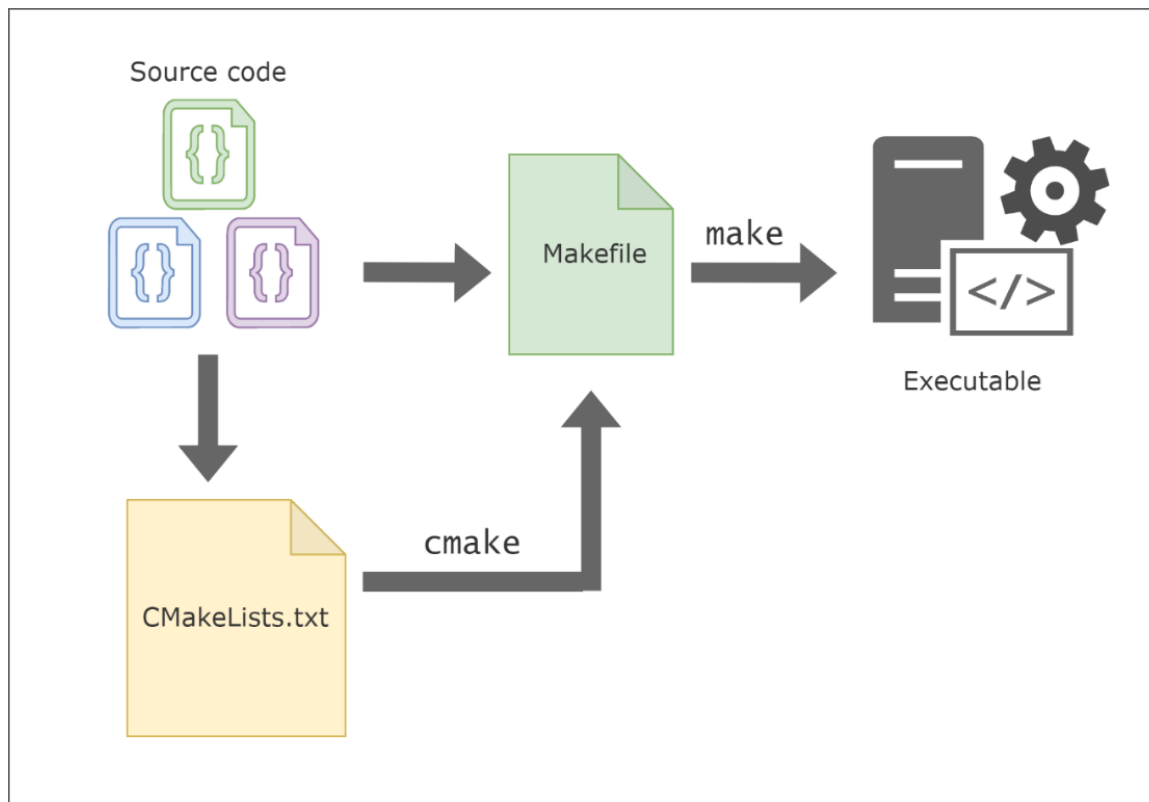 Source code
{}
{}
{}
Makefile
make
</>
Executable
cmake
CMakeLists.txt